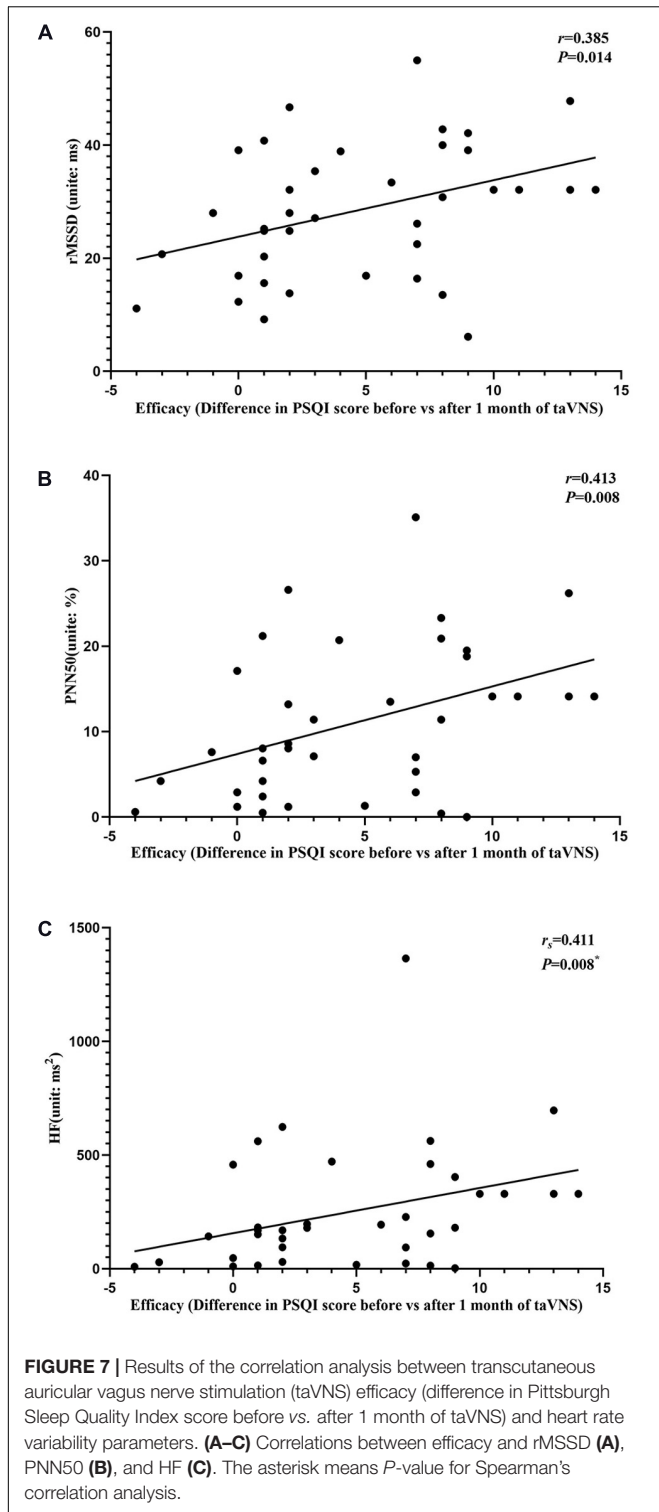 A
r=0.385
P=0.014
60
40
20
0
rMSSD (unite: ms)
-5 0 5 10 15
Efficacy (Difference in PSQI score before vs after 1 month of taVNS)
B
r=0.413
P=0.008
40
30
20
10
0
PNN50(unite: %)
-5 0 5 10 15
Efficacy (Difference in PSQI score before vs after 1 month of taVNS)
C
rₛ=0.411
P=0.008*
1500
1000
500
0
HF(unit: ms²)
-5 0 5 10 15
Efficacy (Difference in PSQI score before vs after 1 month of taVNS)
FIGURE 7 | Results of the correlation analysis between transcutaneous
auricular vagus nerve stimulation (taVNS) efficacy (difference in Pittsburgh
Sleep Quality Index score before vs. after 1 month of taVNS) and heart rate
variability parameters. (A–C) Correlations between efficacy and rMSSD (A),
PNN50 (B), and HF (C). The asterisk means P-value for Spearman's
correlation analysis.